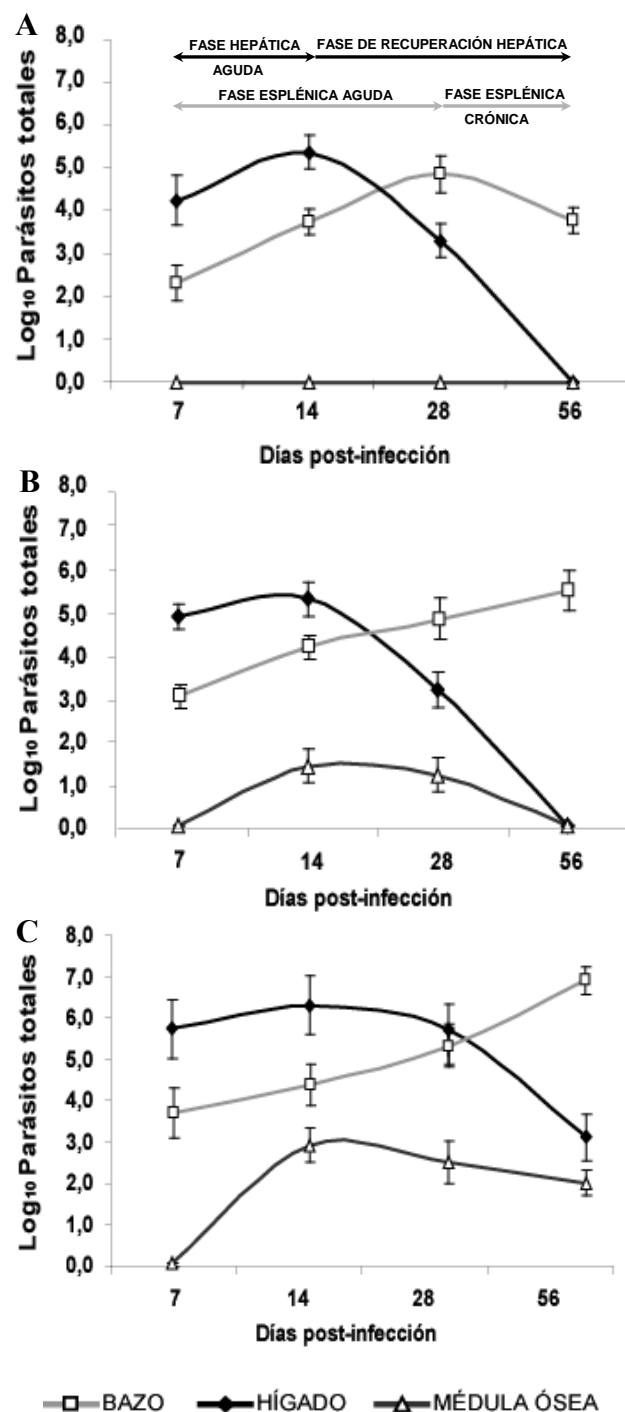 A
8,0
7,0
6,0
5,0
4,0
3,0
2,0
1,0
0,0
Log₁₀ Parásitos totales
FASE HEPÁTICA
AGUDA
FASE DE RECUPERACIÓN HEPÁTICA
FASE ESPLÉNICA AGUDA
FASE ESPLÉNICA
CRÓNICA
7 14 28 56
Días post-infección
B
8,0
7,0
6,0
5,0
4,0
3,0
2,0
1,0
0,0
Log₁₀ Parásitos totales
7 14 28 56
Días post-infección
C
8,0
7,0
6,0
5,0
4,0
3,0
2,0
1,0
0,0
Log₁₀ Parásitos totales
7 14 28 56
Días post-infección
BAZO HÍGADO MÉDULA ÓSEA